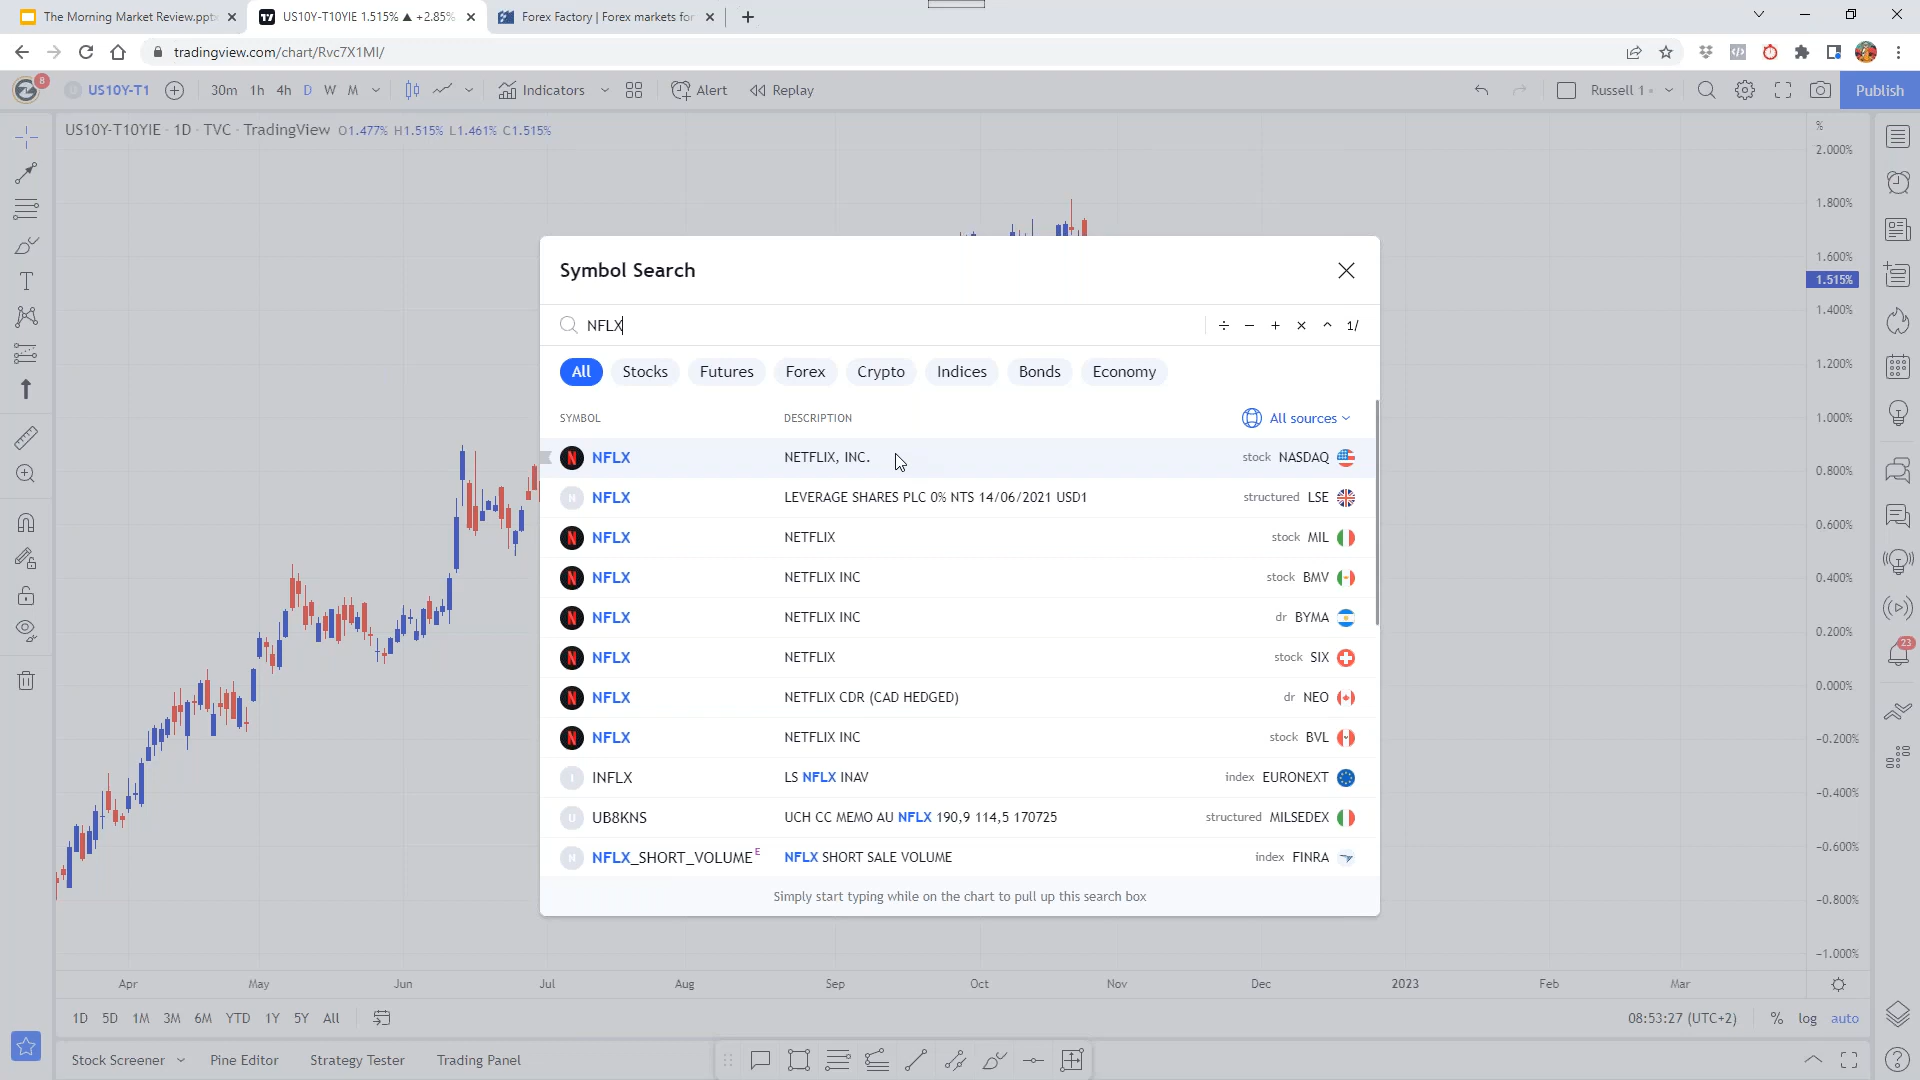 The Morning Market Review.ppt
US10Y-T10YIE 1.515% ▲ +2.85%
Forex Factory | Forex markets for
tradingview.com/chart/Rvc7X1MI/
8
US10Y-T1
30m 1h 4h D W M
Indicators
Alert
Replay
Russell 1
Publish
US10Y-T10YIE · 1D · TVC · TradingView O1.477% H1.515% L1.461% C1.515%
%
2.000%
1.800%
1.600%
1.515%
1.400%
1.200%
1.000%
0.800%
0.600%
0.400%
0.200%
0.000%
-0.200%
-0.400%
-0.600%
-0.800%
-1.000%
Symbol Search
NFLX
÷ − + × ^ 1/
All Stocks Futures Forex Crypto Indices Bonds Economy
SYMBOL DESCRIPTION All sources
N NFLX NETFLIX, INC. stock NASDAQ
N NFLX LEVERAGE SHARES PLC 0% NTS 14/06/2021 USD1 structured LSE
N NFLX NETFLIX stock MIL
N NFLX NETFLIX INC stock BMV
N NFLX NETFLIX INC dr BYMA
N NFLX NETFLIX stock SIX
N NFLX NETFLIX CDR (CAD HEDGED) dr NEO
N NFLX NETFLIX INC stock BVL
I INFLX LS NFLX INAV index EURONEXT
U UB8KNS UCH CC MEMO AU NFLX 190,9 114,5 170725 structured MILSEDEX
N NFLX_SHORT_VOLUME E NFLX SHORT SALE VOLUME index FINRA
Simply start typing while on the chart to pull up this search box
23
Apr May Jun Jul Aug Sep Oct Nov Dec 2023 Feb Mar
1D 5D 1M 3M 6M YTD 1Y 5Y All
08:53:27 (UTC+2) % log auto
Stock Screener Pine Editor Strategy Tester Trading Panel